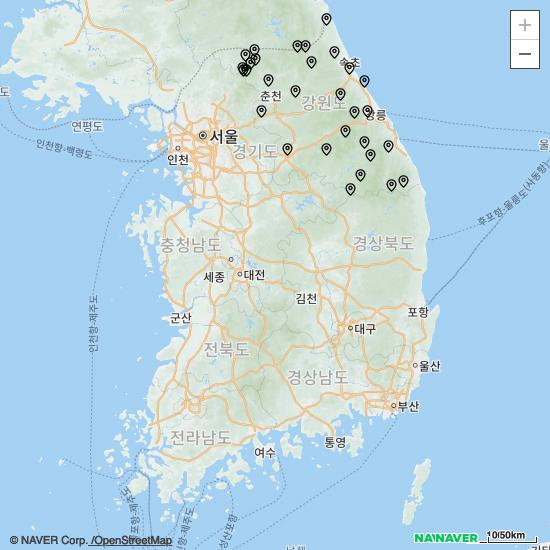 +
−
속초
춘천
강원도
강릉
연평도
서울
인천항-백령도
인천
경기도
후포항-울릉도(사동항)
충청남도
경상북도
세종
대전
인천항-제주도
김천
군산
포항
대구
전북도
울산
경상남도
부산
전라남도
통영
여수
© NAVER Corp. /OpenStreetMap
NAVER
10/50km